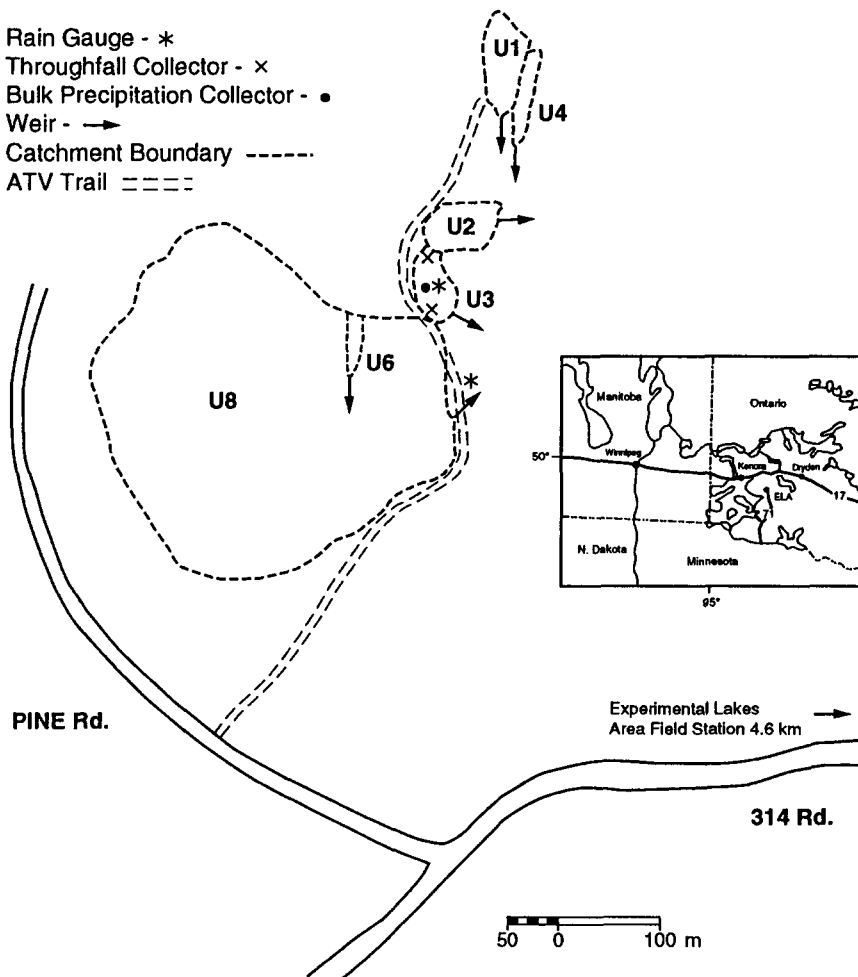 Rain Gauge - *
Throughfall Collector - ×
Bulk Precipitation Collector - •
Weir - →
Catchment Boundary -----
ATV Trail ====
U1
U4
U2
U3
U6
U8
Manitoba
Ontario
50°
Winnipeg
Kenora
Dryden
ELA
17
71
N. Dakota
Minnesota
95°
PINE Rd.
Experimental Lakes
Area Field Station 4.6 km
314 Rd.
50 0 100 m